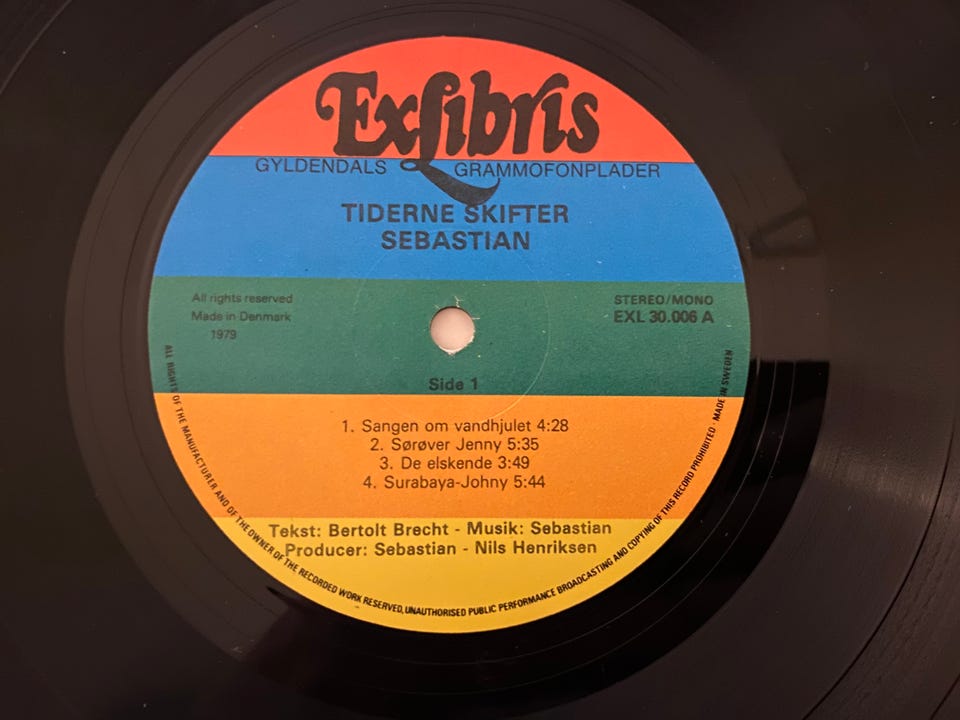 ExLibris
GYLDENDALS GRAMMOFONPLADER
TIDERNE SKIFTER
SEBASTIAN
All rights reserved
Made in Denmark
1979
STEREO/MONO
EXL 30.006 A
Side 1
1. Sangen om vandhjulet 4:28
2. Sørøver Jenny 5:35
3. De elskende 3:49
4. Surabaya-Johny 5:44
Tekst: Bertolt Brecht - Musik: Sebastian
Producer: Sebastian - Nils Henriksen
ALL RIGHTS OF THE MANUFACTURER AND OF THE OWNER OF THE RECORDED WORK RESERVED, UNAUTHORISED PUBLIC PERFORMANCE BROADCASTING AND COPYING OF THIS RECORD PROHIBITED · MADE IN SWEDEN